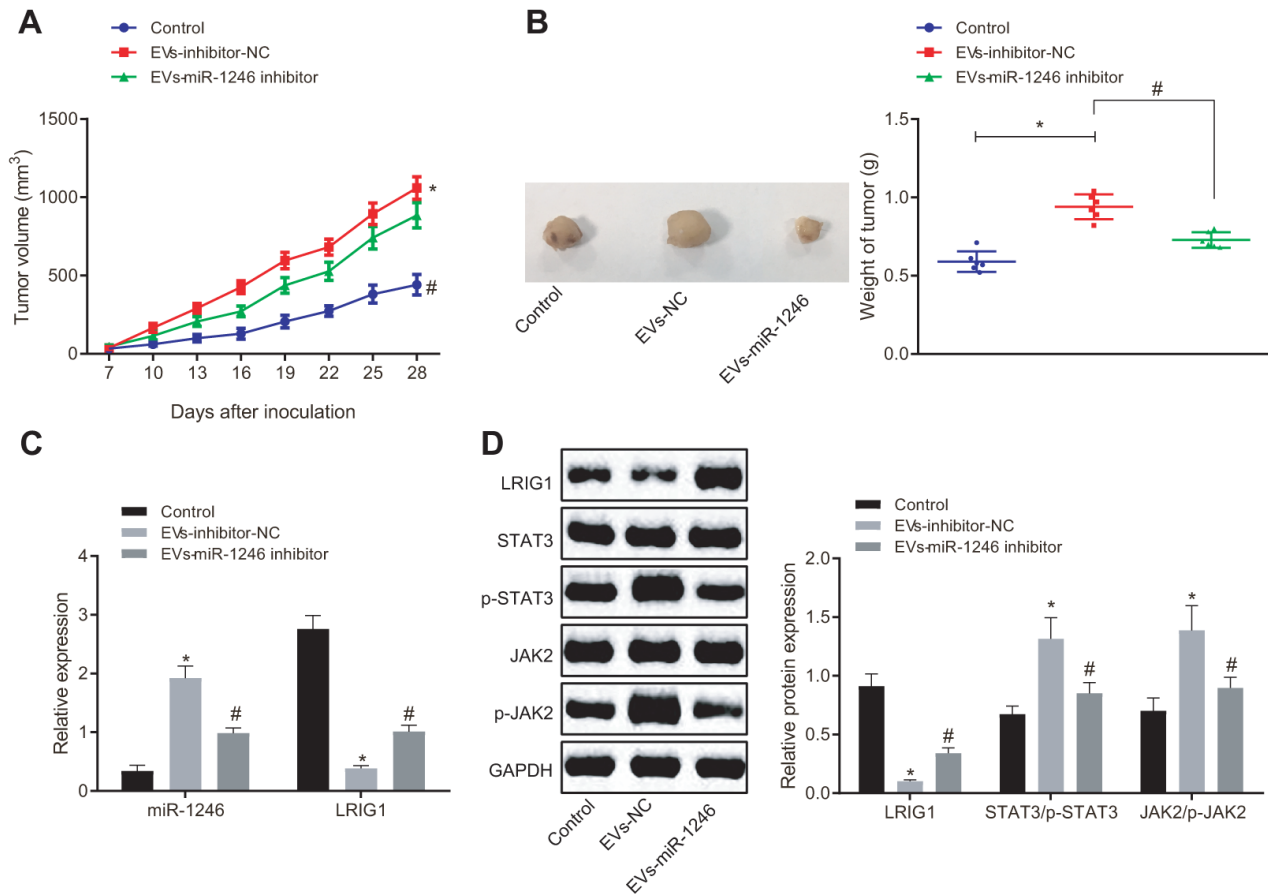 A
Control
EVs-inhibitor-NC
EVs-miR-1246 inhibitor
Tumor volume (mm³)
1500
1000
500
0
*
#
7 10 13 16 19 22 25 28
Days after inoculation
B
Control
EVs-NC
EVs-miR-1246
Control
EVs-inhibitor-NC
EVs-miR-1246 inhibitor
Weight of tumor (g)
1.5
1.0
0.5
0.0
*
#
C
Control
EVs-inhibitor-NC
EVs-miR-1246 inhibitor
Relative expression
4
3
2
1
0
*
#
*
#
miR-1246 LRIG1
D
LRIG1
STAT3
p-STAT3
JAK2
p-JAK2
GAPDH
Control
EVs-NC
EVs-miR-1246
Control
EVs-inhibitor-NC
EVs-miR-1246 inhibitor
Relative protein expression
2.0
1.5
1.0
0.5
0.0
*
#
*
#
*
#
LRIG1 STAT3/p-STAT3 JAK2/p-JAK2